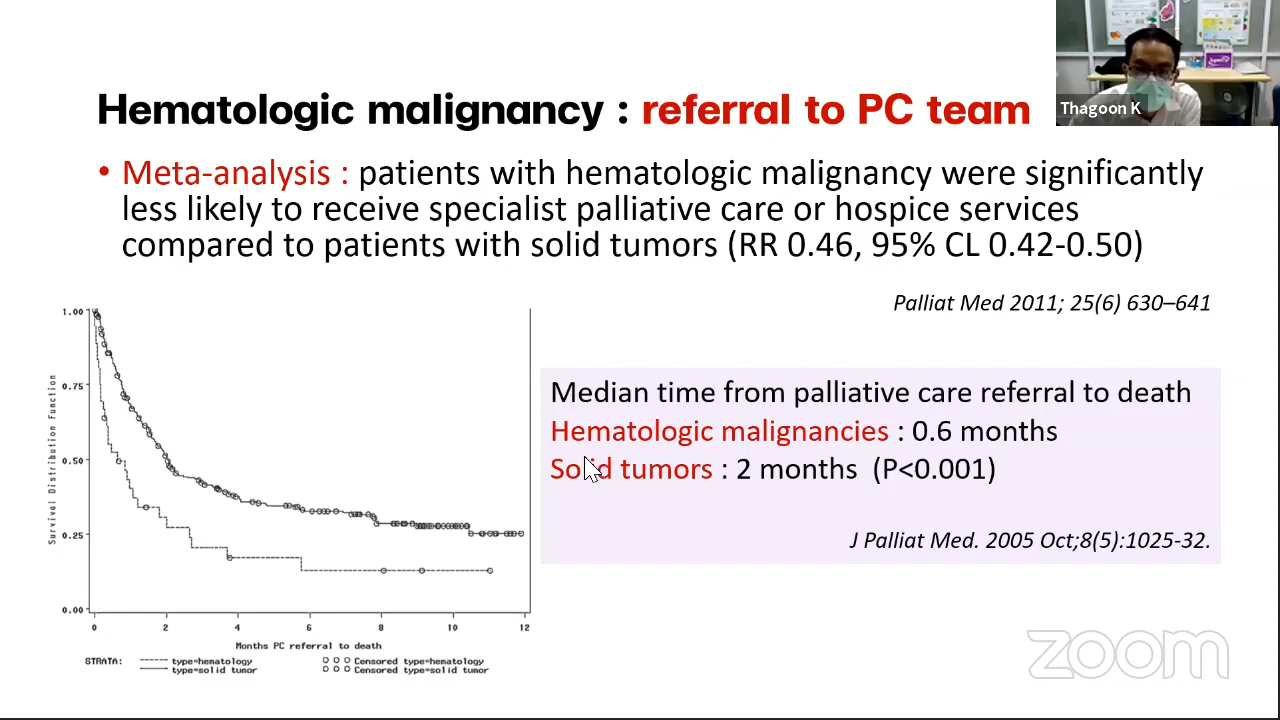 Hematologic malignancy : referral to PC team
Thagoon K
• Meta-analysis : patients with hematologic malignancy were significantly
less likely to receive specialist palliative care or hospice services
compared to patients with solid tumors (RR 0.46, 95% CL 0.42-0.50)
Palliat Med 2011; 25(6) 630–641
Median time from palliative care referral to death
Hematologic malignancies : 0.6 months
Solid tumors : 2 months (P<0.001)
J Palliat Med. 2005 Oct;8(5):1025-32.
Survival Distribution Function
1.00
0.75
0.50
0.25
0.00
0 2 4 6 8 10 12
Months PC referral to death
STRATA: type=hematology Censored type=hematology
type=solid tumor Censored type=solid tumor
zoom